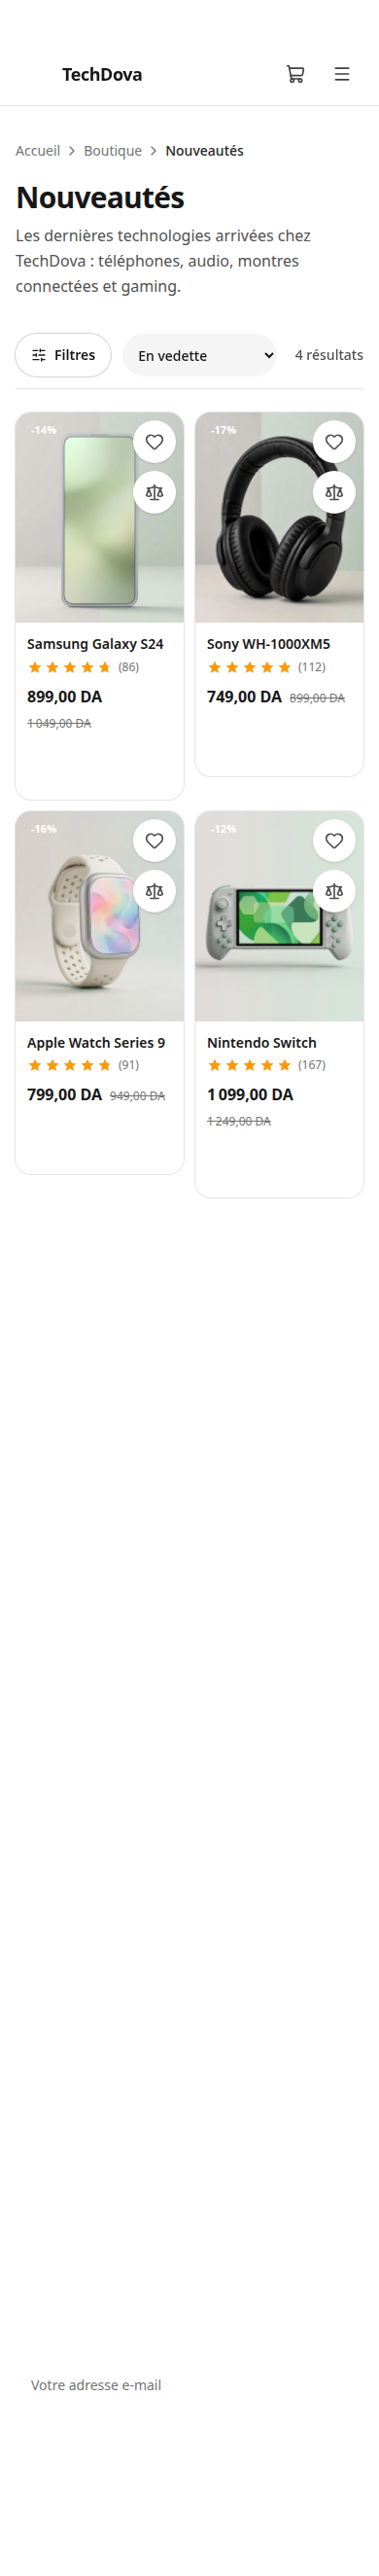 TechDova
Accueil > Boutique > Nouveautés
Nouveautés
Les dernières technologies arrivées chez
TechDova : téléphones, audio, montres
connectées et gaming.
Filtres
En vedette
4 résultats
-14%
-17%
Samsung Galaxy S24
(86)
899,00 DA
1 049,00 DA
Sony WH-1000XM5
(112)
749,00 DA 899,00 DA
-16%
-12%
Apple Watch Series 9
(91)
799,00 DA 949,00 DA
Nintendo Switch
(167)
1 099,00 DA
1 249,00 DA
Votre adresse e-mail